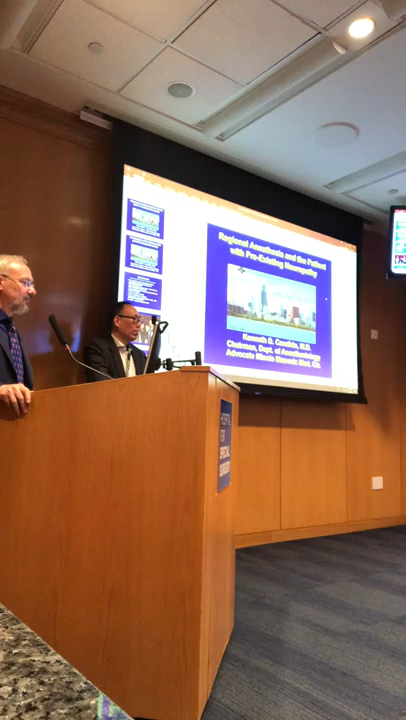 Regional Anesthesia and the Patient
with Pre-Existing Neuropathy
Kenneth D. Candido, M.D.
Chairman, Dept. of Anesthesiology
Advocate Illinois Masonic Med. Ctr.
HOSPITAL
FOR
SPECIAL
SURGERY